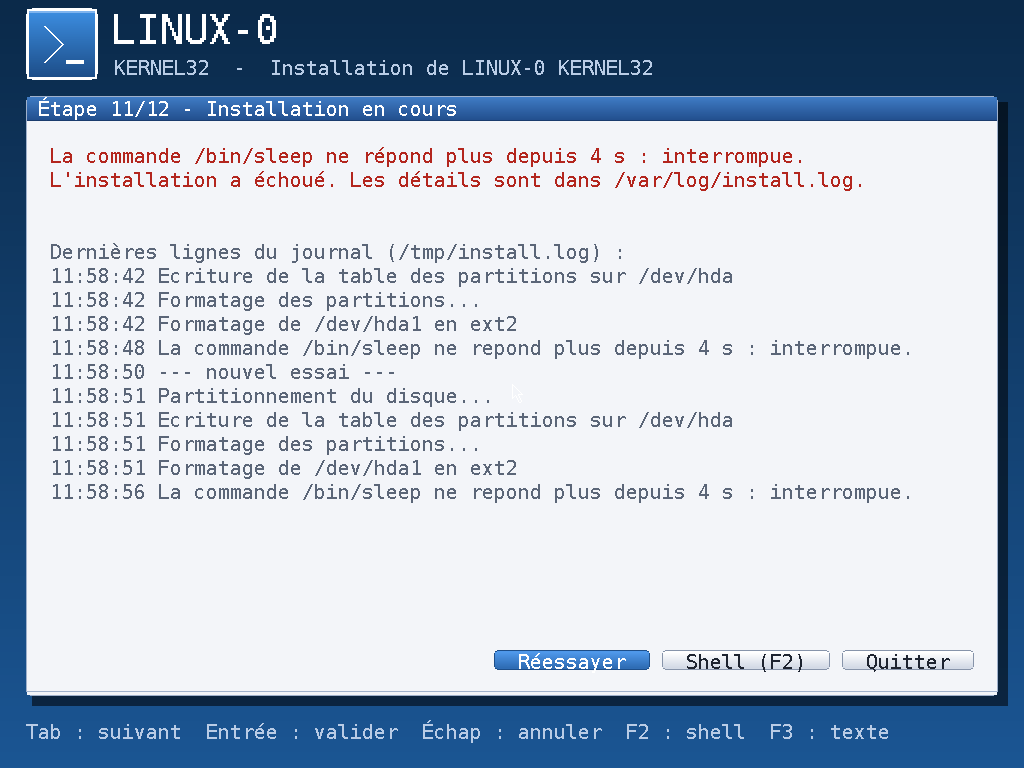 LINUX-0
KERNEL32  -  Installation de LINUX-0 KERNEL32
Étape 11/12 - Installation en cours
La commande /bin/sleep ne répond plus depuis 4 s : interrompue.
L'installation a échoué. Les détails sont dans /var/log/install.log.
Dernières lignes du journal (/tmp/install.log) :
11:58:42 Ecriture de la table des partitions sur /dev/hda
11:58:42 Formatage des partitions...
11:58:42 Formatage de /dev/hda1 en ext2
11:58:48 La commande /bin/sleep ne repond plus depuis 4 s : interrompue.
11:58:50 --- nouvel essai ---
11:58:51 Partitionnement du disque...
11:58:51 Ecriture de la table des partitions sur /dev/hda
11:58:51 Formatage des partitions...
11:58:51 Formatage de /dev/hda1 en ext2
11:58:56 La commande /bin/sleep ne repond plus depuis 4 s : interrompue.
Réessayer  Shell (F2)  Quitter
Tab : suivant  Entrée : valider  Échap : annuler  F2 : shell  F3 : texte